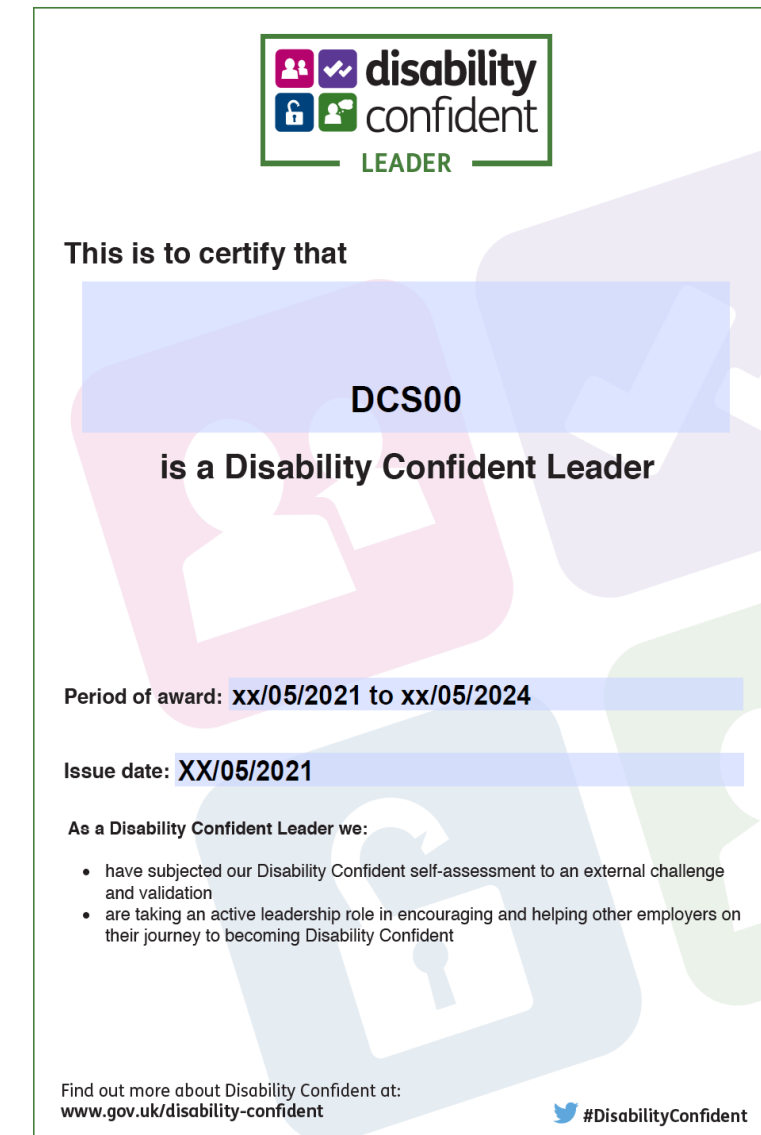 disability
confident
LEADER
This is to certify that
DCS00
is a Disability Confident Leader
Period of award: xx/05/2021 to xx/05/2024
Issue date: XX/05/2021
As a Disability Confident Leader we:
• have subjected our Disability Confident self-assessment to an external challenge
and validation
• are taking an active leadership role in encouraging and helping other employers on
their journey to becoming Disability Confident
Find out more about Disability Confident at:
www.gov.uk/disability-confident
#DisabilityConfident